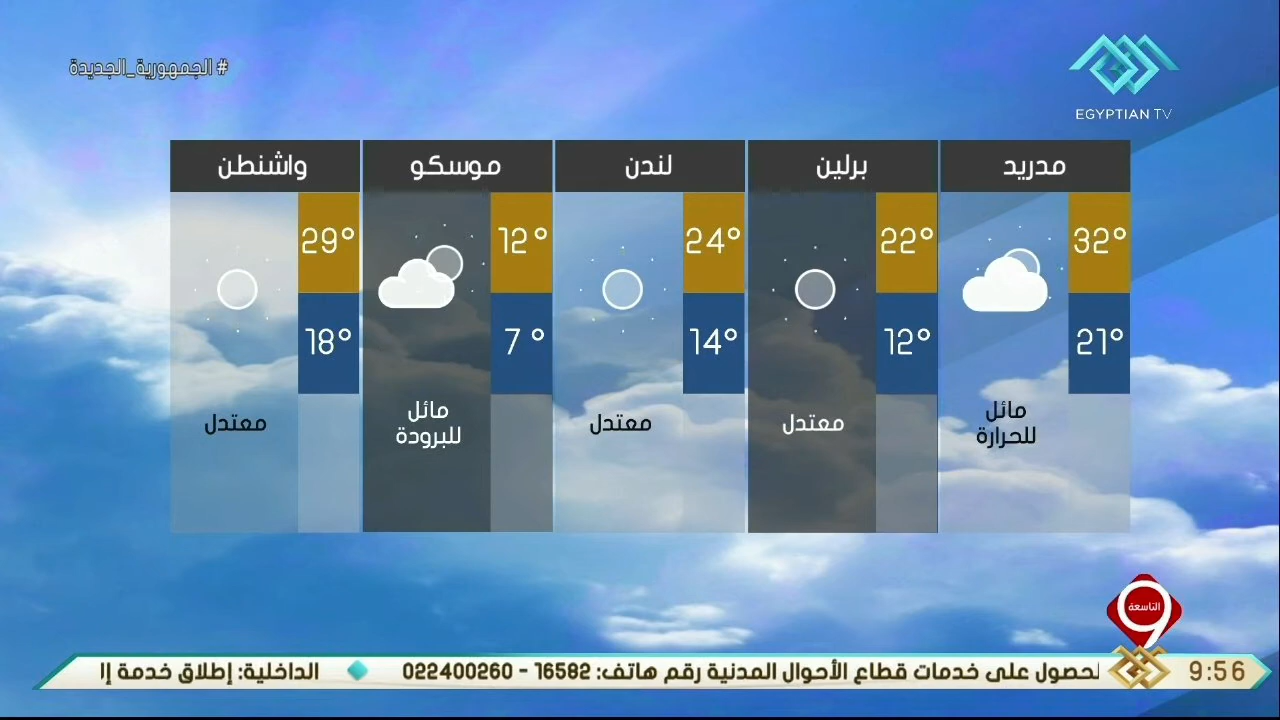 # الجمهورية_الجديدة
EGYPTIAN TV
مدريد
32°
21°
مائل
للحرارة
برلين
22°
12°
معتدل
لندن
24°
14°
معتدل
موسكو
12°
7 °
مائل
للبرودة
واشنطن
29°
18°
معتدل
التاسعة
9
9:56
لحصول على خدمات قطاع الأحوال المدنية رقم هاتف: 16582 - 022400260
الداخلية: إطلاق خدمة إا